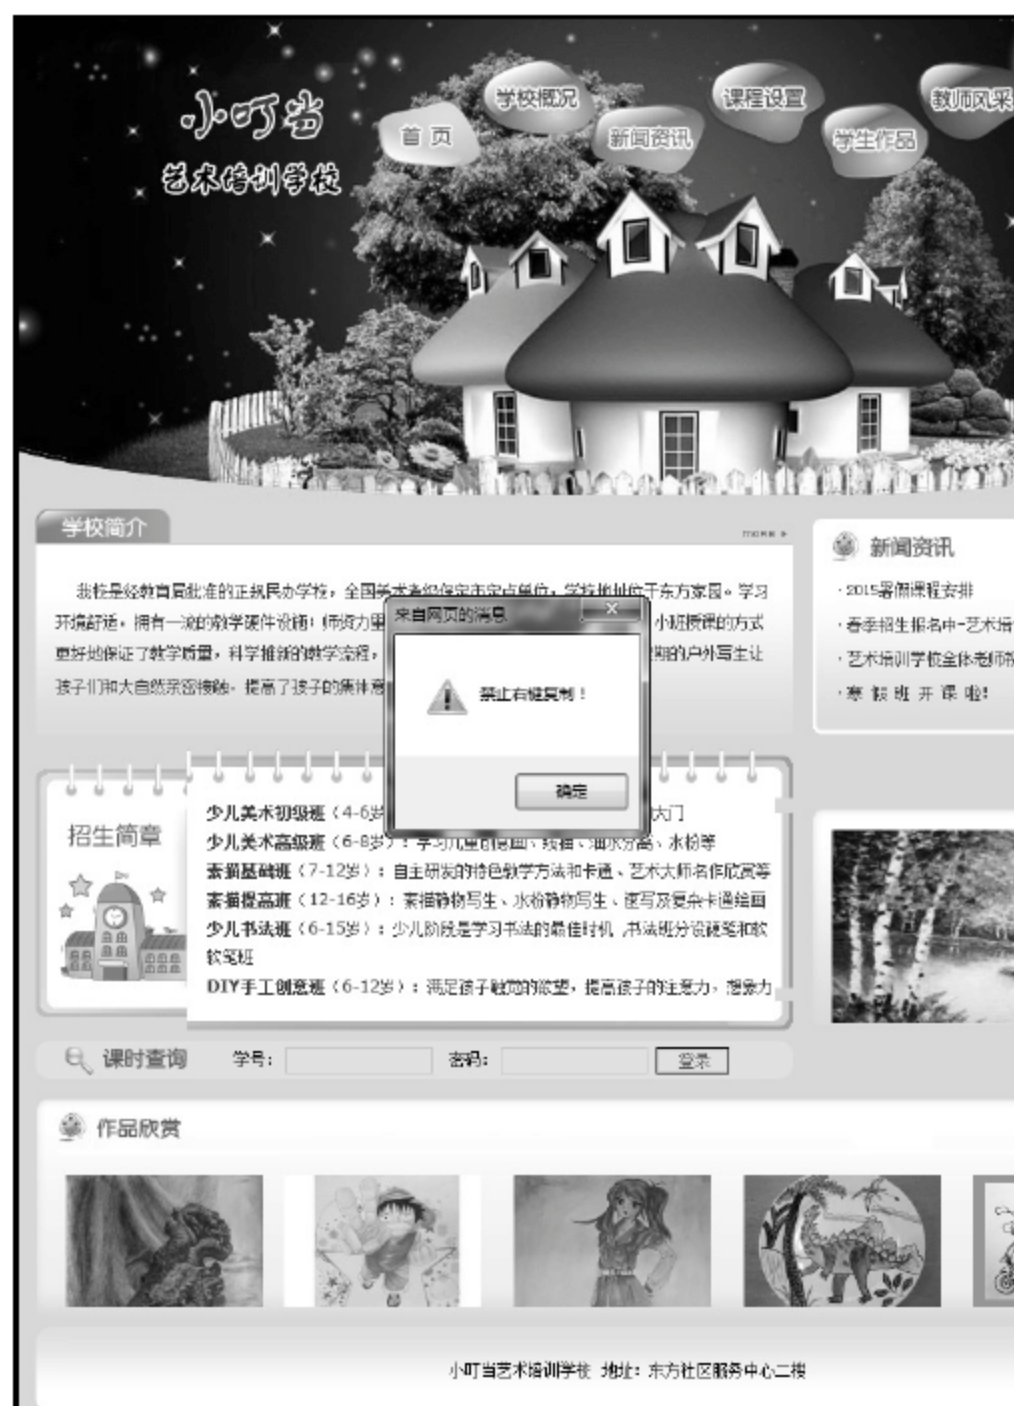 小叮当
艺术培训学校
首 页
学校概况
新闻资讯
课程设置
学生作品
教师风采
学校简介
more
我校是经教育局批准的正规民办学校,全国美术考级保定市定点单位,学校地址位于东方家园。学习
环境舒适,拥有一流的教学硬件设施!师资力量 小班授课的方式
更好地保证了教学质量,科学推新的教学流程, 期的户外写生让
孩子们和大自然亲密接触。提高了孩子的集体意
来自网页的消息
禁止右键复制!
确定
新闻资讯
·2015暑假课程安排
·春季招生报名中-艺术培
·艺术培训学校全体老师祝
·寒 假 班 开 课 啦!
招生简章
少儿美术初级班(4-6岁 大门
少儿美术高级班(6-8岁):学习儿童创意画、线描、油水分离、水粉等
素描基础班(7-12岁):自主研发的特色教学方法和卡通、艺术大师名作欣赏等
素描提高班(12-16岁):素描静物写生、水粉静物写生、速写及复杂卡通绘画
少儿书法班(6-15岁):少儿阶段是学习书法的最佳时机,书法班分设硬笔和软
软笔班
DIY手工创意班(6-12岁):满足孩子触觉的欲望,提高孩子的注意力,想象力
课时查询 学号: 密码: 登录
作品欣赏
小叮当艺术培训学校 地址:东方社区服务中心二楼